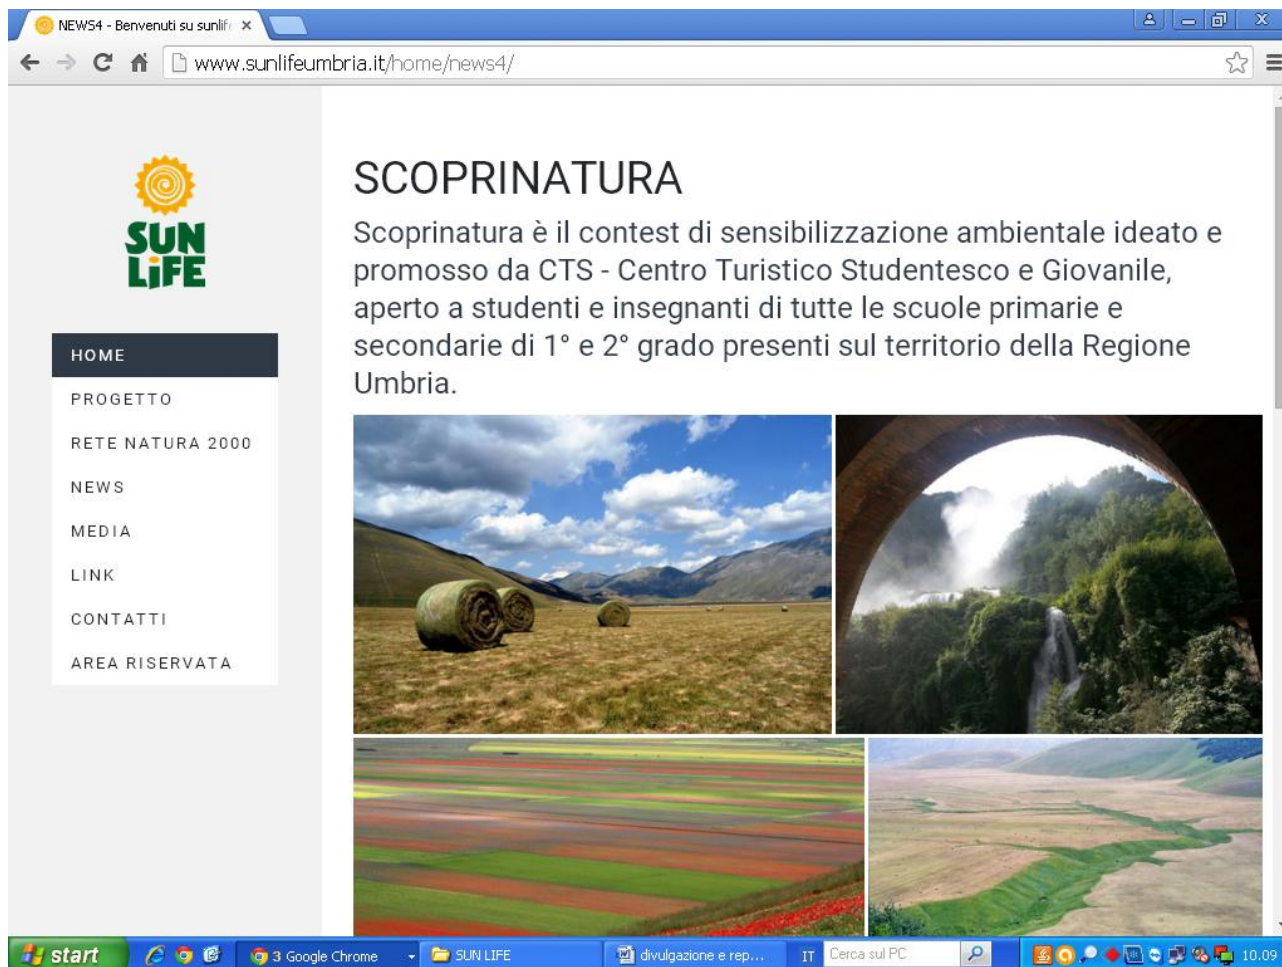 NEWS4 - Benvenuti su sunlife
www.sunlifeumbria.it/home/news4/
SUN
LiFE
HOME
PROGETTO
RETE NATURA 2000
NEWS
MEDIA
LINK
CONTATTI
AREA RISERVATA
SCOPRINATURA
Scoprinatura è il contest di sensibilizzazione ambientale ideato e
promosso da CTS - Centro Turistico Studentesco e Giovanile,
aperto a studenti e insegnanti di tutte le scuole primarie e
secondarie di 1° e 2° grado presenti sul territorio della Regione
Umbria.
start
3 Google Chrome
SUN LIFE
divulgazione e rep...
IT
Cerca sul PC
10.09